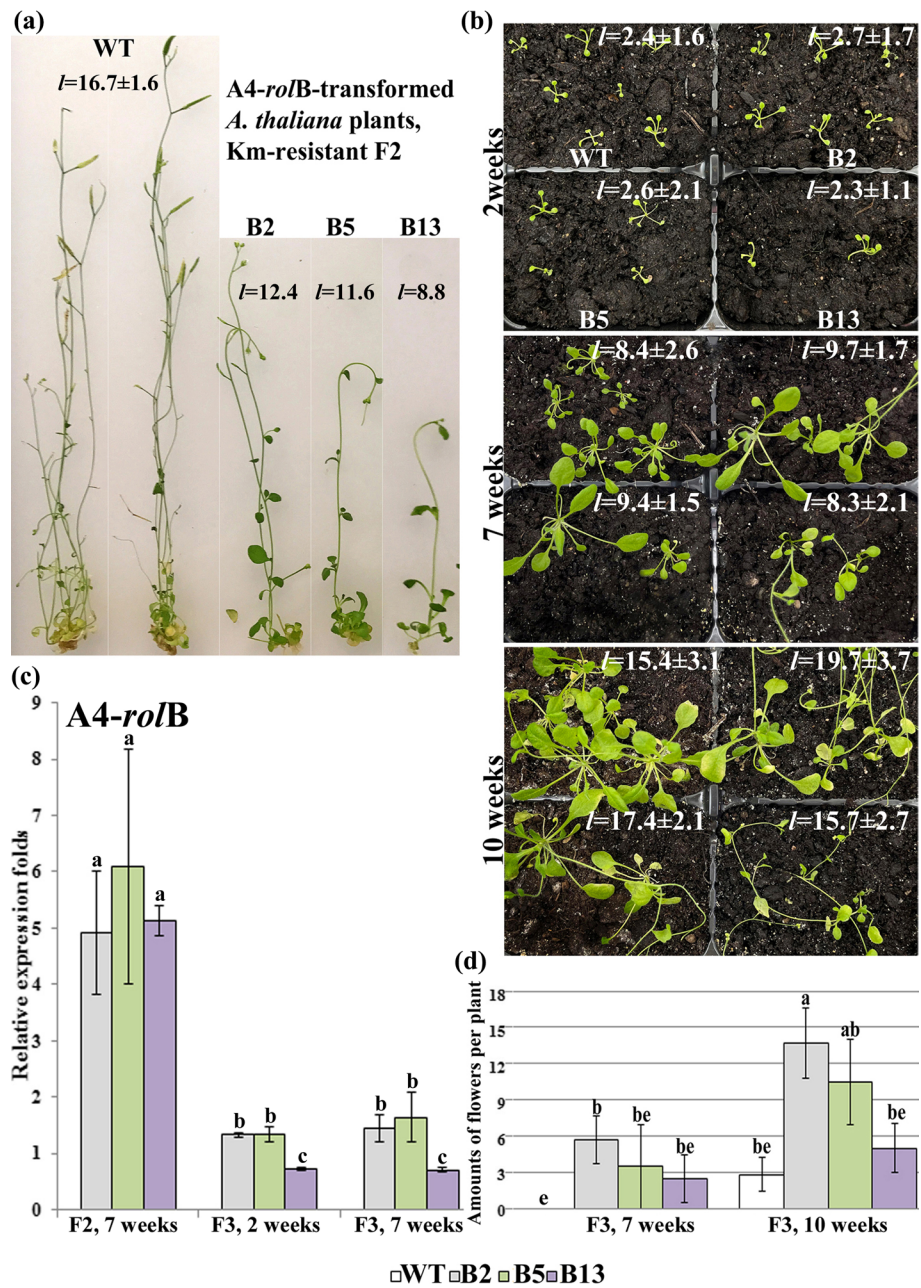 (a)
WT
l=16.7±1.6
A4-rolB-transformed
A. thaliana plants,
Km-resistant F2
B2
B5
B13
l=12.4
l=11.6
l=8.8
(b)
2weeks
l=2.4±1.6
l=2.7±1.7
WT
B2
l=2.6±2.1
l=2.3±1.1
B5
B13
7 weeks
l=8.4±2.6
l=9.7±1.7
l=9.4±1.5
l=8.3±2.1
10 weeks
l=15.4±3.1
l=19.7±3.7
l=17.4±2.1
l=15.7±2.7
(c)
A4-rolB
Relative expression folds
9
8
7
6
5
4
3
2
1
0
a
a
a
b
b
c
b
b
c
F2, 7 weeks
F3, 2 weeks
F3, 7 weeks
(d)
Amounts of flowers per plant
18
15
12
9
6
3
0
e
b
be
be
be
a
ab
be
F3, 7 weeks
F3, 10 weeks
WT
B2
B5
B13